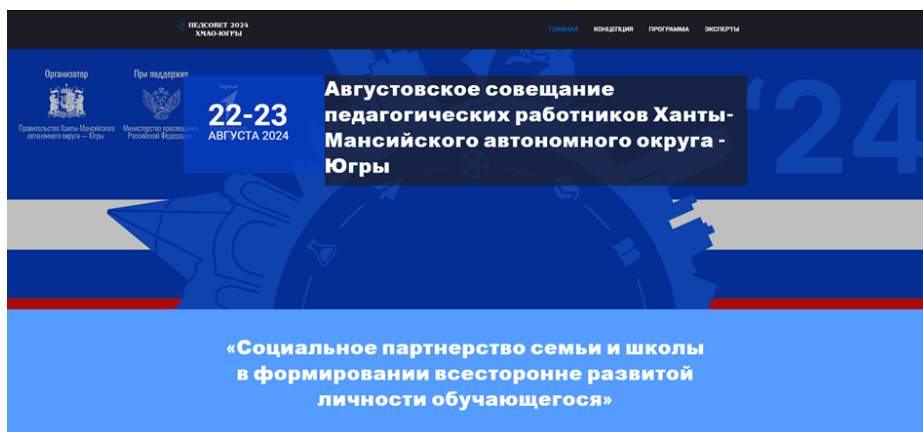 ПЕДСОВЕТ 2024
ХМАО-ЮГРЫ
ГЛАВНАЯ КОНЦЕПЦИЯ ПРОГРАММА ЭКСПЕРТЫ
Организатор
При поддержке
Правительство Ханты-Мансийского
автономного округа — Югры
Министерство просвещения
Российской Федерации
22-23
АВГУСТА 2024
Августовское совещание
педагогических работников Ханты-
Мансийского автономного округа -
Югры
‘24
«Социальное партнерство семьи и школы
в формировании всесторонне развитой
личности обучающегося»